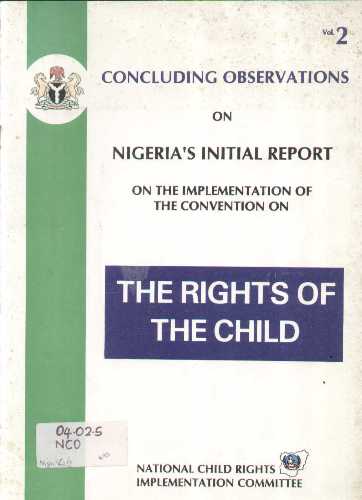 Vol. 2
CONCLUDING OBSERVATIONS
ON
NIGERIA'S INITIAL REPORT
ON THE IMPLEMENTATION OF
THE CONVENTION ON
THE RIGHTS OF
THE CHILD
04-02-5
NCO
NATIONAL CHILD RIGHTS
IMPLEMENTATION COMMITTEE